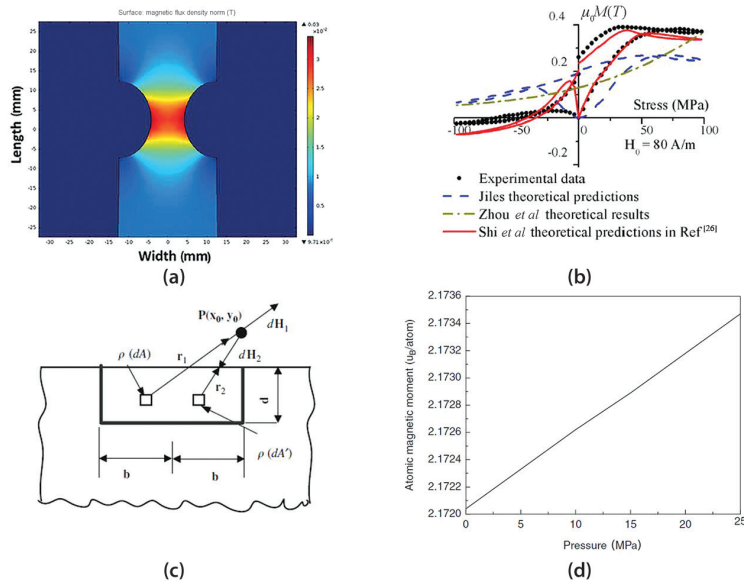 Surface: magnetic flux density norm (T)
▲ 0.03
×10⁻²
25
20
15
10
5
0
-5
-10
-15
-20
-25
Length (mm)
3
2.5
2
1.5
1
0.5
-30 -25 -20 -15 -10 -5 0 5 10 15 20 25 30
Width (mm)
(a)
μ₀M(T)
0.4
0.2
-0.2
Stress (MPa)
-100 -50 0 50 100
H₀ = 80 A/m
Experimental data
Jiles theoretical predictions
Zhou et al theoretical results
Shi et al theoretical predictions in Ref[26]
(b)
P(x₀, y₀)
dH₁
r₁
dH₂
ρ (dA)
r₂
d
ρ (dA′)
b b
(c)
2.1736
2.1734
2.1732
2.1730
2.1728
2.1726
2.1724
2.1722
2.1720
Atomic magnetic moment (uB/atom)
0 5 10 15 20 25
Pressure (MPa)
(d)